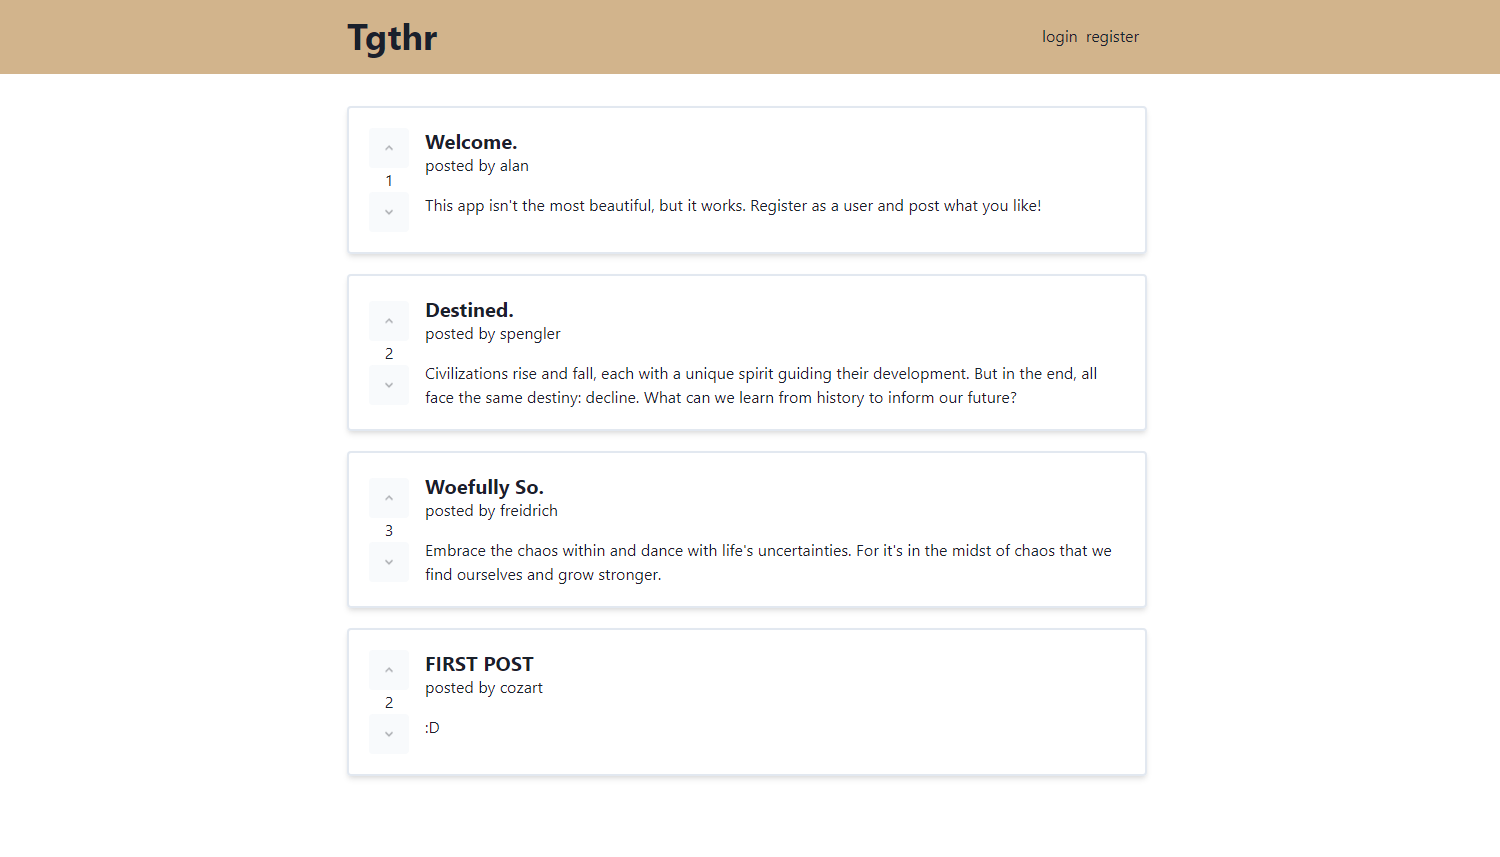 Tgthr
login register
Welcome.
posted by alan
1
This app isn't the most beautiful, but it works. Register as a user and post what you like!
Destined.
posted by spengler
2
Civilizations rise and fall, each with a unique spirit guiding their development. But in the end, all
face the same destiny: decline. What can we learn from history to inform our future?
Woefully So.
posted by freidrich
3
Embrace the chaos within and dance with life's uncertainties. For it's in the midst of chaos that we
find ourselves and grow stronger.
FIRST POST
posted by cozart
2
:D